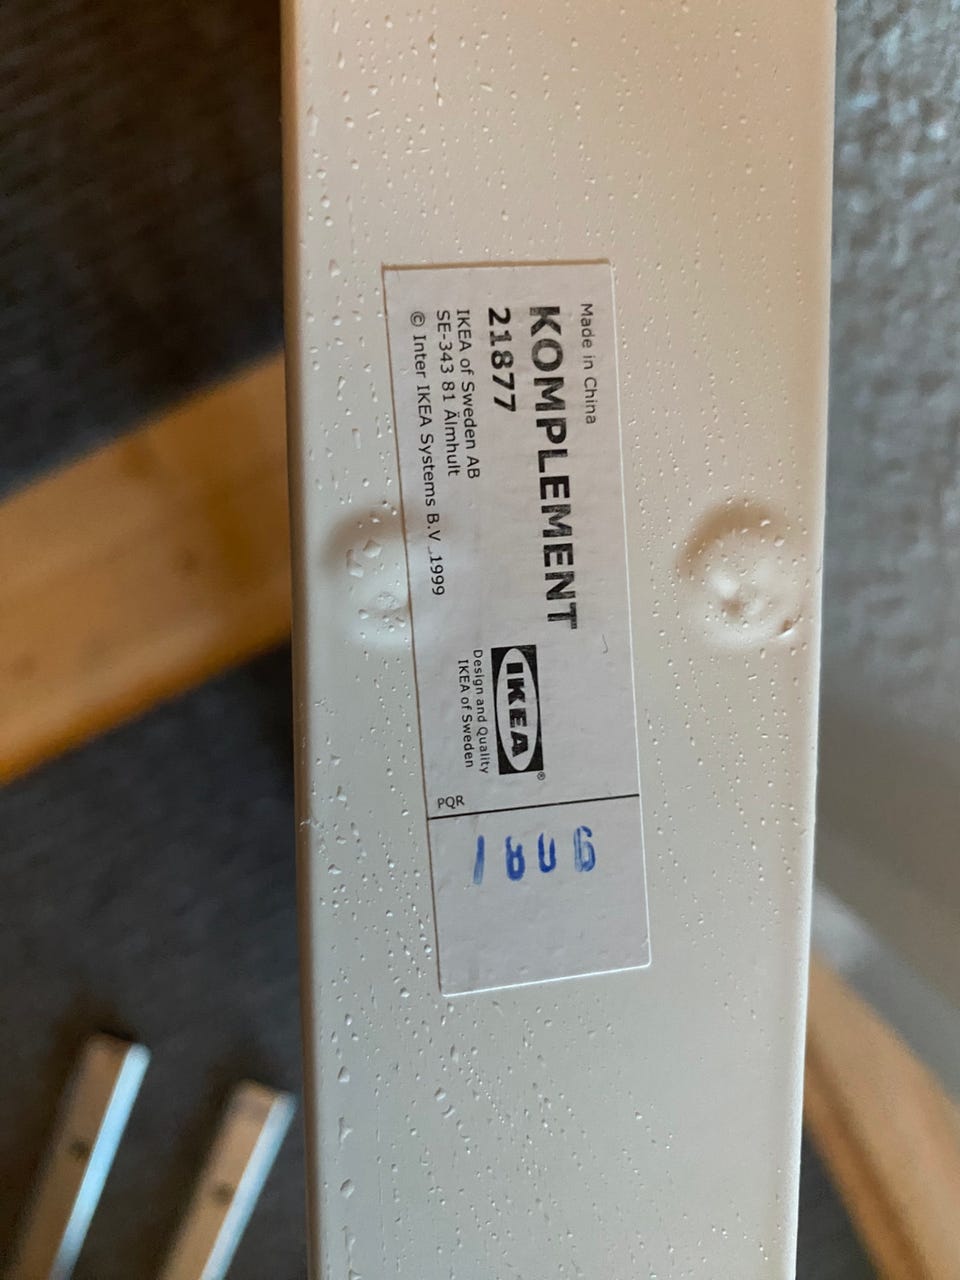 Made in China
KOMPLEMENT
21877
IKEA of Sweden AB
SE-343 81 Älmhult
© Inter IKEA Systems B.V. 1999
IKEA®
Design and Quality
IKEA of Sweden
PQR